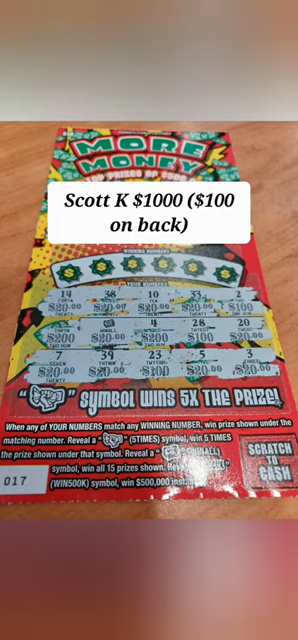 MORE
MONEY
TOP PRIZES OF
Scott K $1000 ($100
on back)
WINNING NUMBERS
YOUR NUMBERS
14 38 10 33
$20.00 $20.00 $20.00 $20.00 $100
28 20
$200 $20.00 $200 $100 $20.00
7 39 23 5 3
$20.00 $20.00 $100 $20.00 $20.00
" " SYMBOL WINS 5X THE PRIZE
When any of YOUR NUMBERS match any WINNING NUMBER, win prize shown under the
matching number. Reveal a " " (5TIMES) symbol, win 5 TIMES
the prize shown under that symbol. Reveal a "
symbol, win all 15 prizes shown.
(WIN500K) symbol, win $500,000
SCRATCH
TO
CASH
017